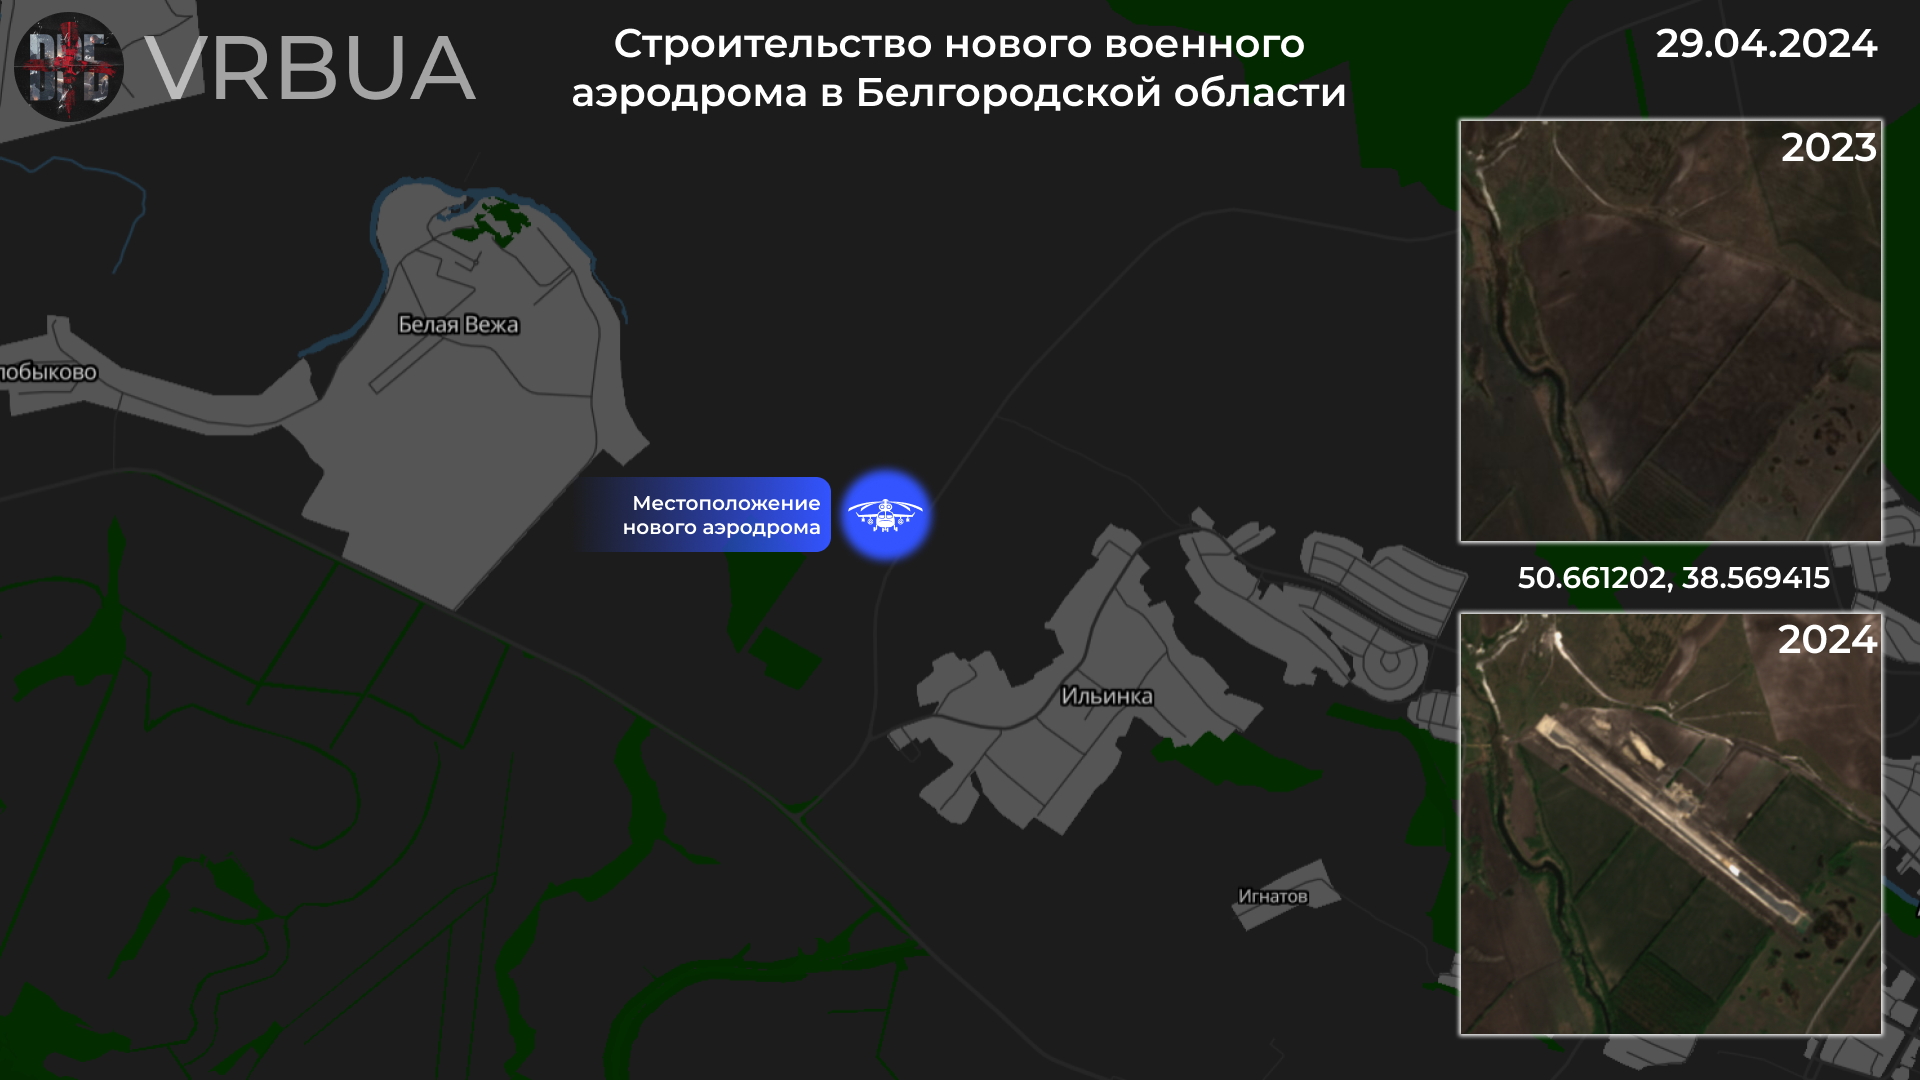 VRBUA
Строительство нового военного
аэродрома в Белгородской области
29.04.2024
2023
Белая Вежа
лобыково
Местоположение
нового аэродрома
50.661202, 38.569415
2024
Ильинка
Игнатов